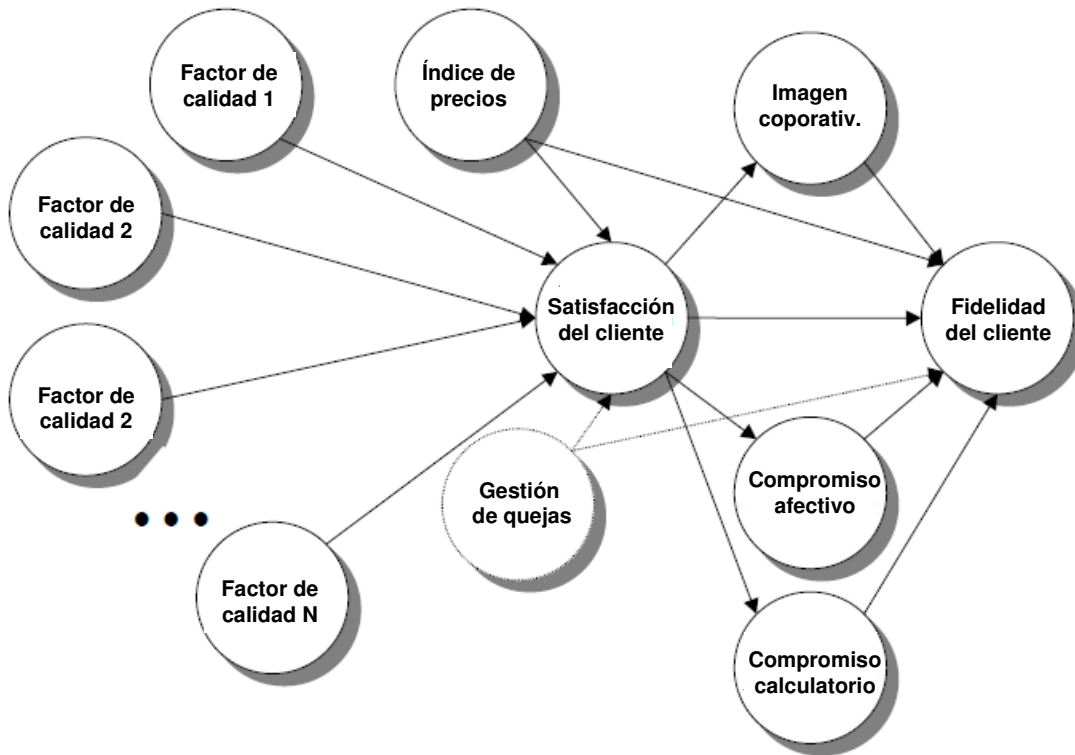 Factor de
calidad 1
Índice de
precios
Imagen
coporativ.
Factor de
calidad 2
Satisfacción
del cliente
Fidelidad
del cliente
Factor de
calidad 2
Gestión
de quejas
Compromiso
afectivo
Factor de
calidad N
Compromiso
calculatorio